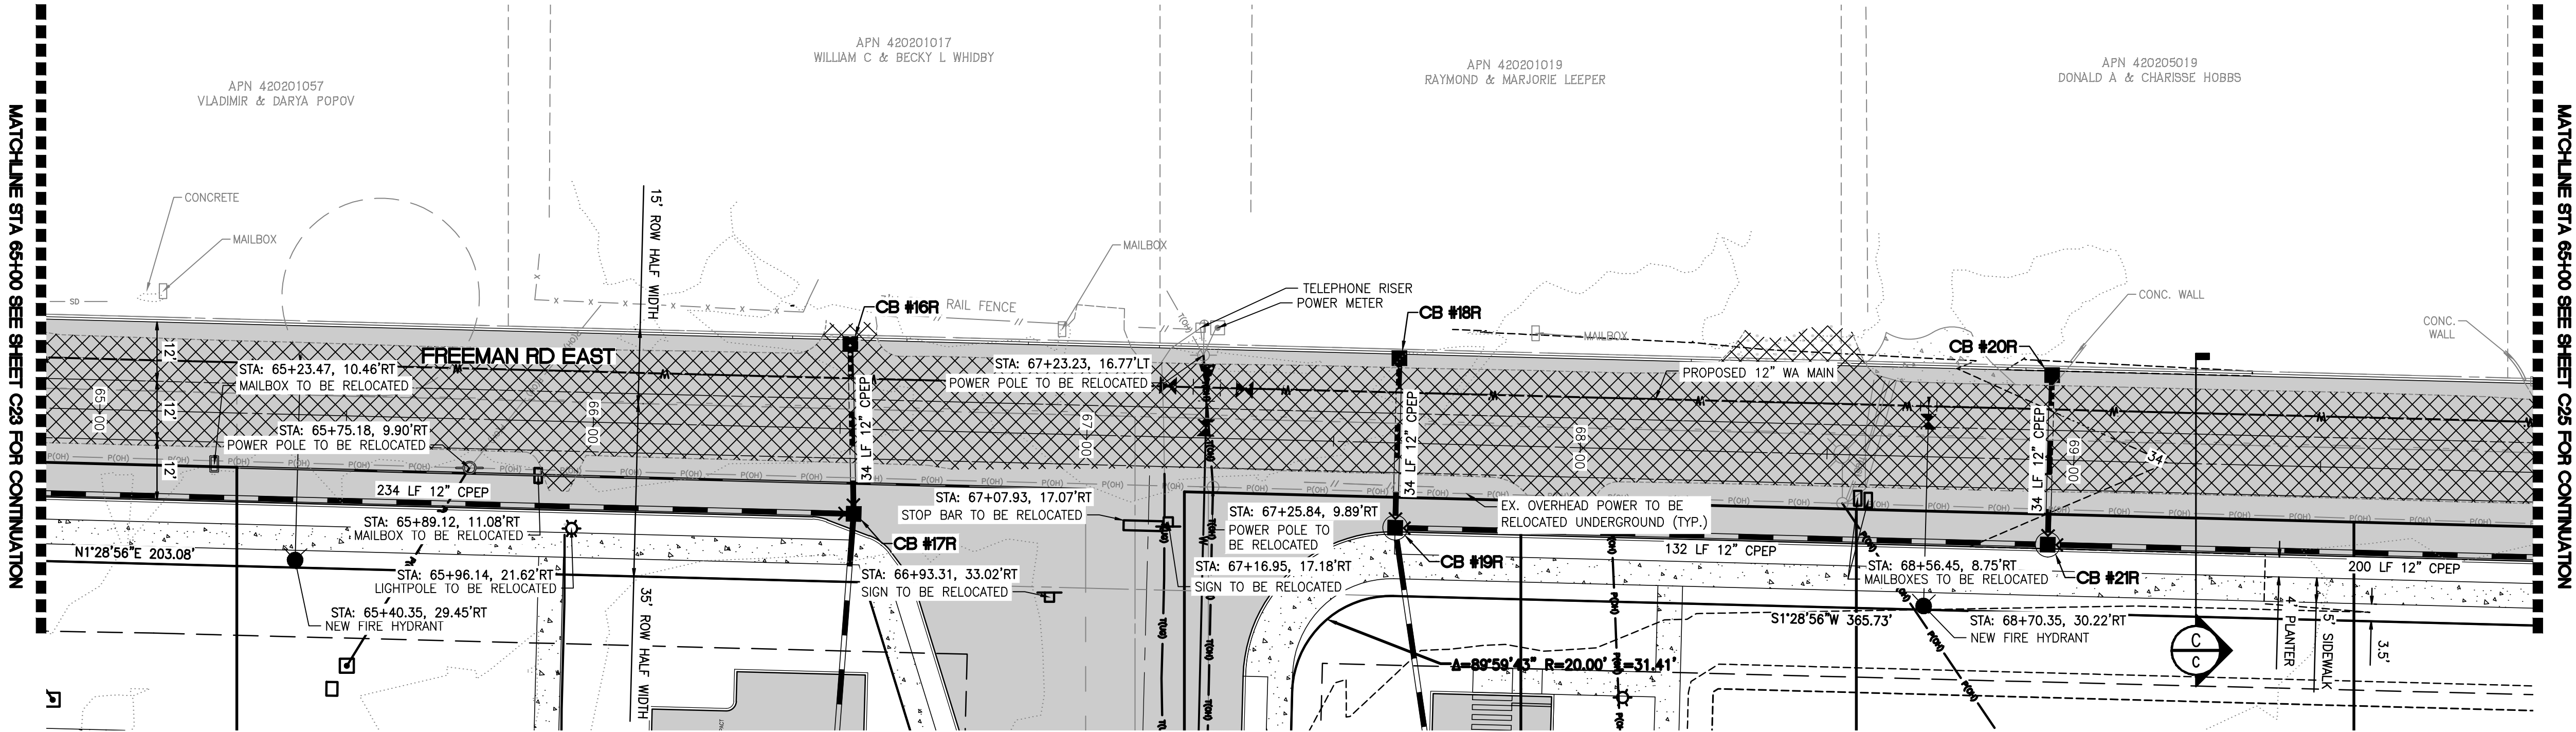 MATCHLINE STA 65+00 SEE SHEET C23 FOR CONTINUATION
APN 420201057
VLADIMIR & DARYA POPOV
APN 420201017
WILLIAM C & BECKY L WHIDBY
APN 420201019
RAYMOND & MARJORIE LEEPER
APN 420205019
DONALD A & CHARISSE HOBBS
MATCHLINE STA 65+00 SEE SHEET C25 FOR CONTINUATION
CONCRETE
MAILBOX
SD
15' ROW HALF WIDTH
CB #16R
RAIL FENCE
MAILBOX
TELEPHONE RISER
POWER METER
T(OH)
CB #18R
MAILBOX
CB #20R
CONC. WALL
CONC.
WALL
12'
12'
12'
FREEMAN RD EAST
65+00
66+00
67+00
68+00
69+00
STA: 65+23.47, 10.46'RT
MAILBOX TO BE RELOCATED
STA: 65+75.18, 9.90'RT
POWER POLE TO BE RELOCATED
STA: 67+23.23, 16.77'LT
POWER POLE TO BE RELOCATED
PROPOSED 12" WA MAIN
34 LF 12" CPEP
34 LF 12" CPEP
34 LF 12" CPEP
34
P(OH)
234 LF 12" CPEP
STA: 65+89.12, 11.08'RT
MAILBOX TO BE RELOCATED
STA: 67+07.93, 17.07'RT
STOP BAR TO BE RELOCATED
STA: 67+25.84, 9.89'RT
POWER POLE TO
BE RELOCATED
EX. OVERHEAD POWER TO BE
RELOCATED UNDERGROUND (TYP.)
CB #17R
N1°28'56"E 203.08'
STA: 65+96.14, 21.62'RT
LIGHTPOLE TO BE RELOCATED
STA: 65+40.35, 29.45'RT
NEW FIRE HYDRANT
STA: 66+93.31, 33.02'RT
SIGN TO BE RELOCATED
STA: 67+16.95, 17.18'RT
SIGN TO BE RELOCATED
CB #19R
132 LF 12" CPEP
STA: 68+56.45, 8.75'RT
MAILBOXES TO BE RELOCATED
CB #21R
200 LF 12" CPEP
35' ROW HALF WIDTH
S1°28'56"W 365.73'
STA: 68+70.35, 30.22'RT
NEW FIRE HYDRANT
Δ=89°59'43" R=20.00' L=31.41'
C
C
4' PLANTER
5' SIDEWALK
3.5'